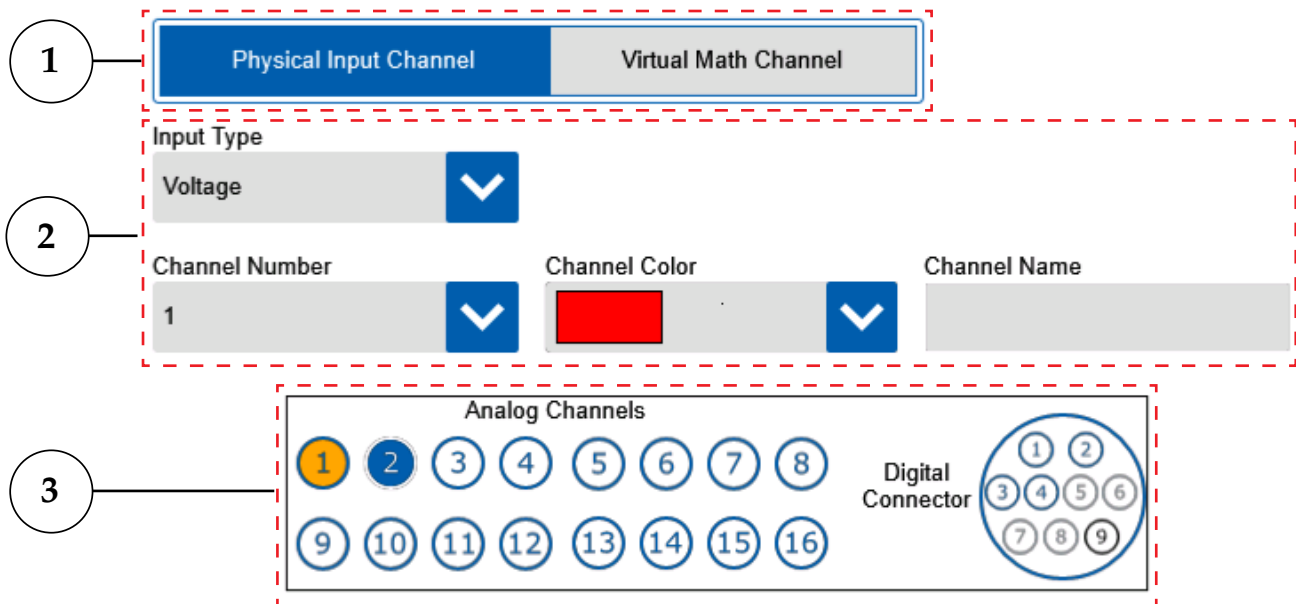 1
Physical Input Channel Virtual Math Channel
Input Type
Voltage
2
Channel Number Channel Color Channel Name
1
Analog Channels
1 2 3 4 5 6 7 8
3
Digital
Connector
9 10 11 12 13 14 15 16
1 2
3 4 5 6
7 8 9